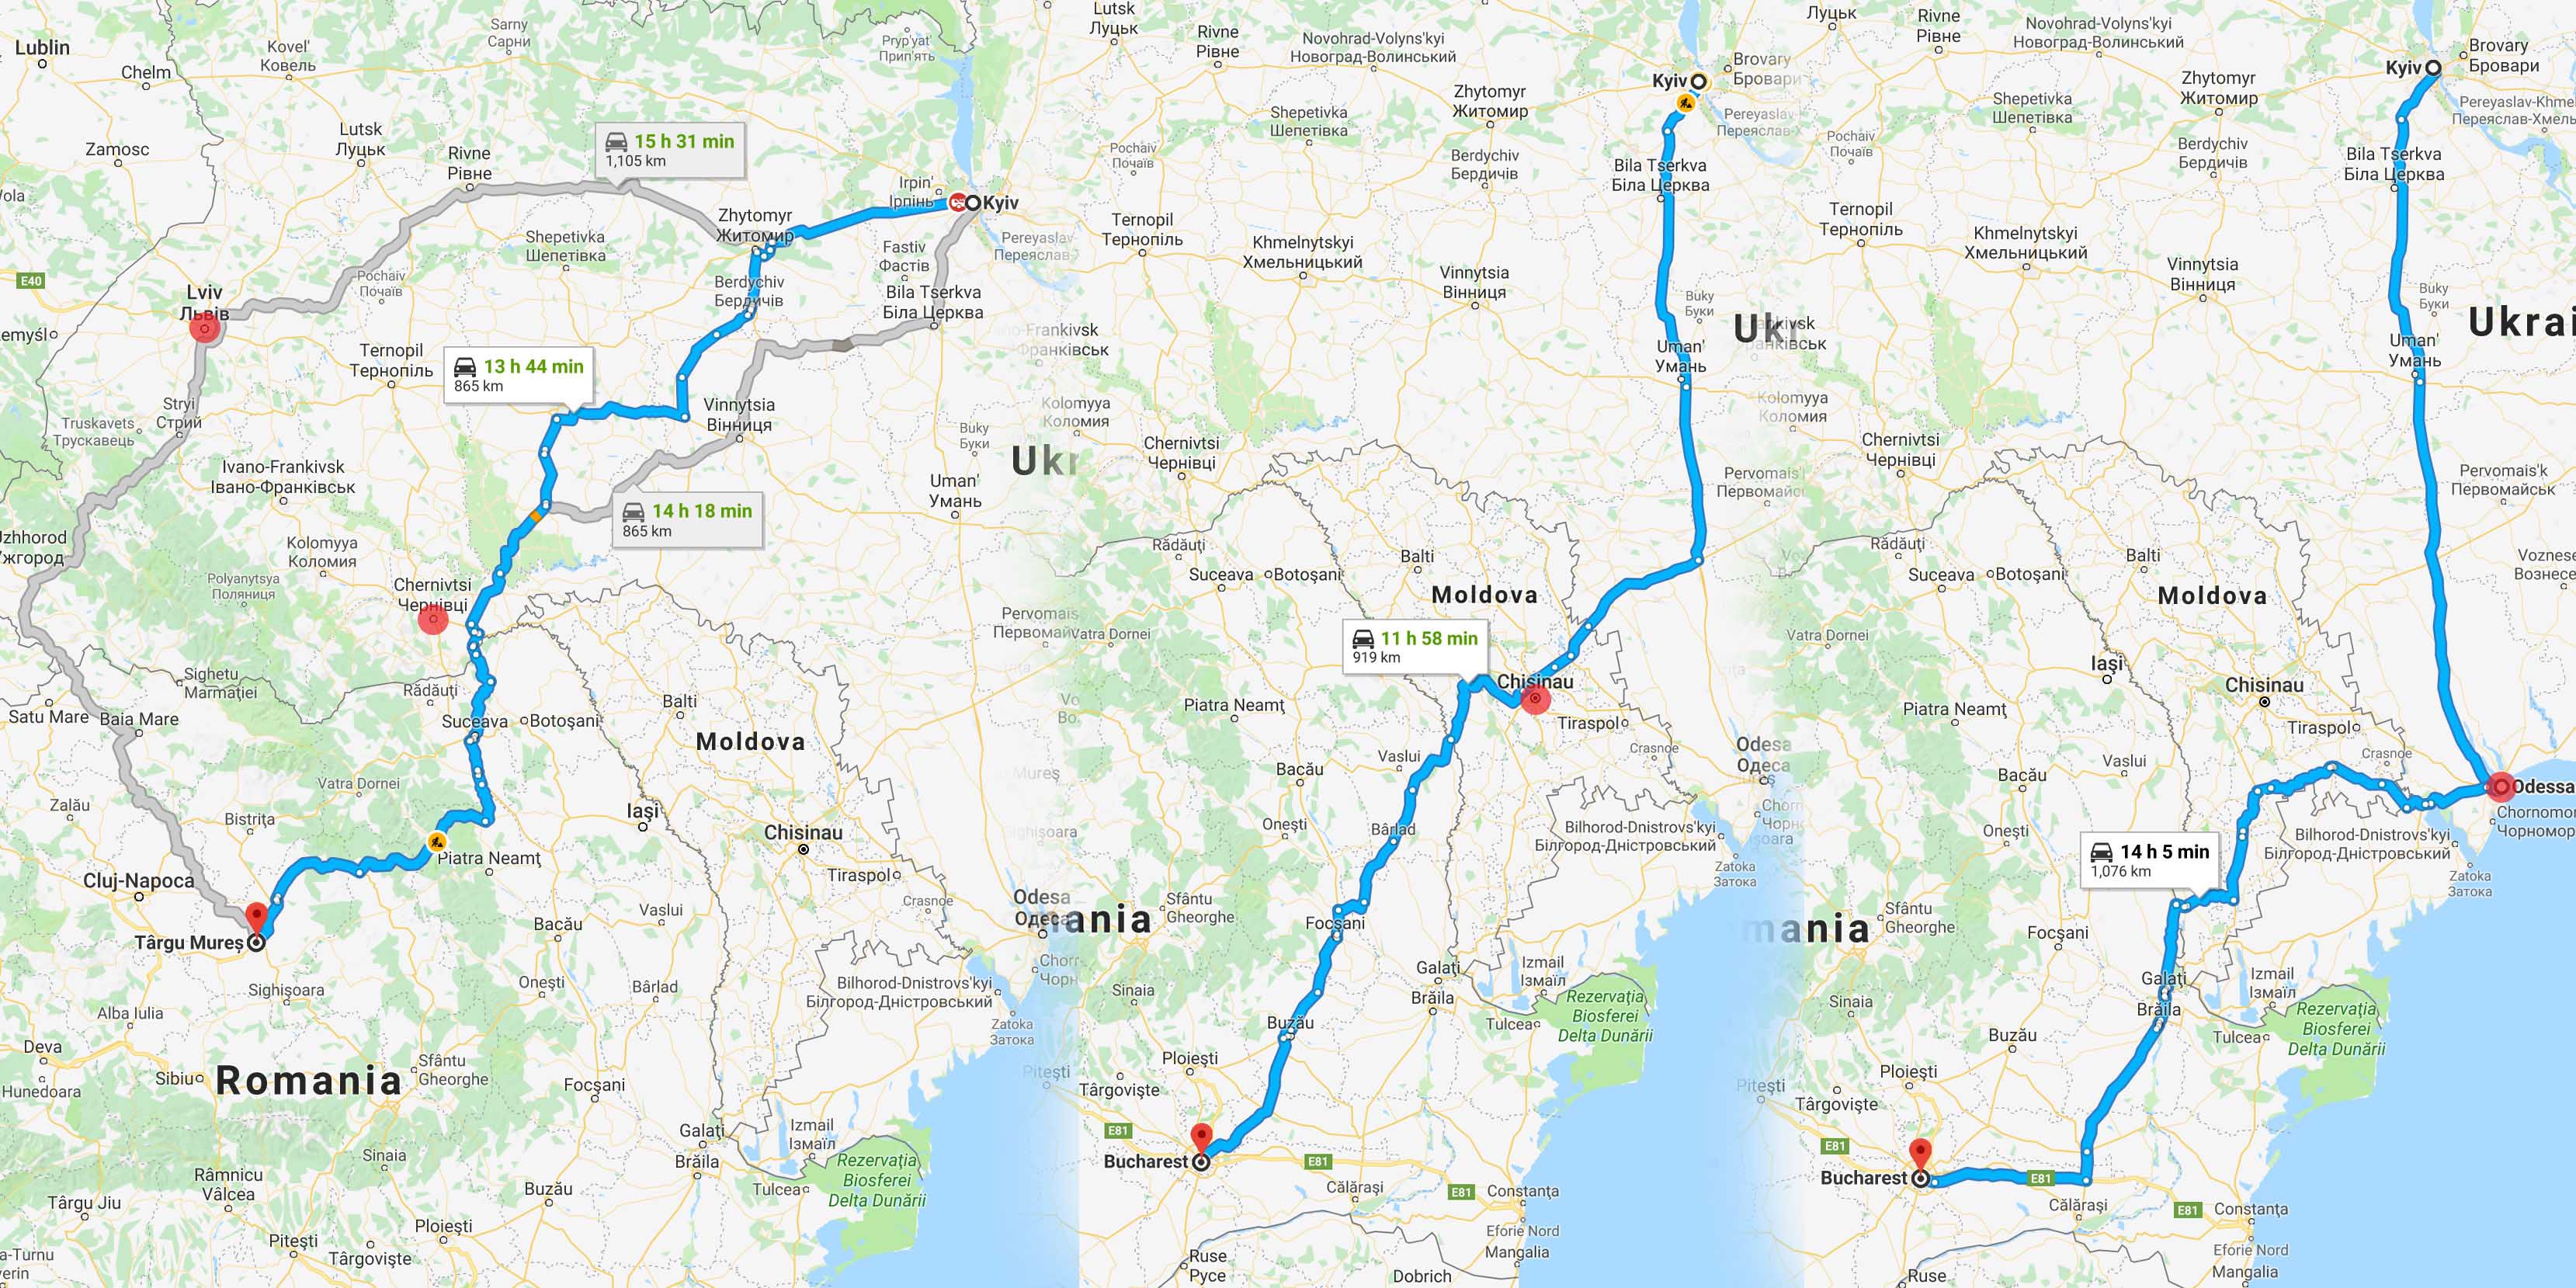 Lublin
Chelm
Zamosc
Sarny
Сарни
Kovel'
Ковель
Lutsk
Луцьк
Rivne
Рівне
Pryp'yat'
Прип'ять
15 h 31 min
1,105 km
Irpin'
Ірпінь
Kyiv
Zhytomyr
Житомир
Shepetivka
Шепетівка
Fastiv
Фастів
Pereyaslav-
Переяслав-
E40
Pochaiv
Почаїв
Berdychiv
Бердичів
Bila Tserkva
Біла Церква
Lviv
Львів
Ternopil
Тернопіль
13 h 44 min
865 km
Stryi
Стрий
Truskavets
Трускавець
Vinnytsia
Вінниця
Buky
Буки
Ivano-Frankivsk
Івано-Франківськ
14 h 18 min
865 km
Uman'
Умань
Kolomyya
Коломия
Polyanytsya
Поляниця
Chernivtsi
Чернівці
Pervomais
Sighetu
Marmației
Rădăuți
Satu Mare
Baia Mare
Suceava
Botoșani
Balti
Moldova
Vatra Dornei
Zalău
Bistrița
Iași
Chisinau
Piatra Neamț
Cluj-Napoca
Tiraspol
Crasnoe
Odesa
Târgu Mureș
Bacău
Vaslui
Sighișoara
Onești
Bârlad
Bilhorod-Dnistrovs'kyi
Білгород-Дністровський
Alba Iulia
Zatoka
Затока
Deva
Hunedoara
Sibiu
Romania
Sfântu
Gheorghe
Focșani
Galați
Izmail
Ізмаїл
Sinaia
Brăila
Râmnicu
Vâlcea
Târgu Jiu
Buzău
Tulcea
Rezervația
Biosferei
Delta Dunării
Ploiești
Pitești
Târgoviște
Lutsk
Луцьк
Rivne
Рівне
Novohrad-Volyns'kyi
Новоград-Волинський
Kyiv
Brovary
Бровари
Zhytomyr
Житомир
Shepetivka
Шепетівка
Pochaiv
Почаїв
Berdychiv
Бердичів
Bila Tserkva
Біла Церква
Ternopil
Тернопіль
Khmelnytskyi
Хмельницький
Vinnytsia
Вінниця
Buky
Буки
Uman'
Умань
Kolomyya
Коломия
Chernivtsi
Чернівці
Rădăuți
Suceava
Botoșani
Balti
Moldova
Vatra Dornei
11 h 58 min
919 km
Chisinau
Tiraspol
Piatra Neamț
Crasnoe
Odesa
Одеса
Vaslui
Bacău
Onești
Bârlad
Bilhorod-Dnistrovs'kyi
Білгород-Дністровський
Zatoka
Затока
Sfântu
Gheorghe
Focșani
Galați
Brăila
Izmail
Ізмаїл
Sinaia
Buzău
Tulcea
Rezervația
Biosferei
Delta Dunării
Pitești
Ploiești
Târgoviște
E81
Bucharest
E81
Călărași
E81
Constanța
Eforie Nord
Mangalia
Ruse
Русе
Dobrich
Луцьк
Rivne
Рівне
Novohrad-Volyns'kyi
Новоград-Волинський
Kyiv
Brovary
Бровари
Zhytomyr
Житомир
Pereyaslav-Khme
Переяслав-Хмель
Shepetivka
Шепетівка
Pochaiv
Почаїв
Berdychiv
Бердичів
Bila Tserkva
Біла Церква
Ternopil
Тернопіль
Khmelnytskyi
Хмельницький
Vinnytsia
Вінниця
Buky
Буки
Ukrai
Uman'
Умань
Kolomyya
Коломия
Chernivtsi
Чернівці
Pervomais'k
Первомайськ
Rădăuți
Suceava
Botoșani
Balti
Voznese
Вознесе
Moldova
Vatra Dornei
Iași
Chisinau
Piatra Neamț
Tiraspol
Crasnoe
Vaslui
Bacău
Odessa
Chornomor
Чорномор
Onești
14 h 5 min
1,076 km
Bilhorod-Dnistrovs'kyi
Білгород-Дністровський
Zatoka
Затока
Sfântu
Gheorghe
mania
Focșani
Galați
Brăila
Izmail
Ізмаїл
Sinaia
Buzău
Tulcea
Rezervația
Biosferei
Delta Dunării
Pitești
Ploiești
Târgoviște
E81
Bucharest
E81
Călărași
E81
Constanța
Eforie Nord
Mangalia
Ruse